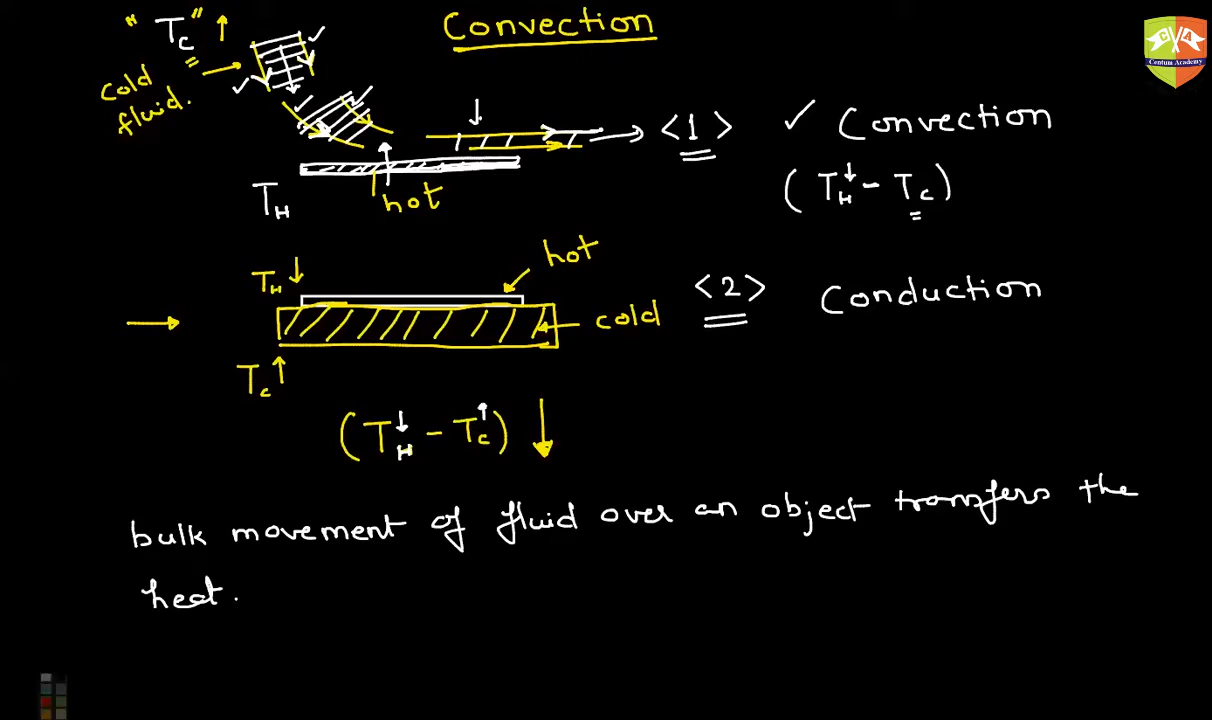 Convection
" Tc " ↑
cold fluid.
<1> ✓ Convection
TH
hot
(TH↓ - Tc)
hot
TH ↓
<2> Conduction
cold
Tc ↑
(TH↓ - Tc↑) ↓
bulk movement of fluid over an object transfers the
heat.
C A
Centum Academy